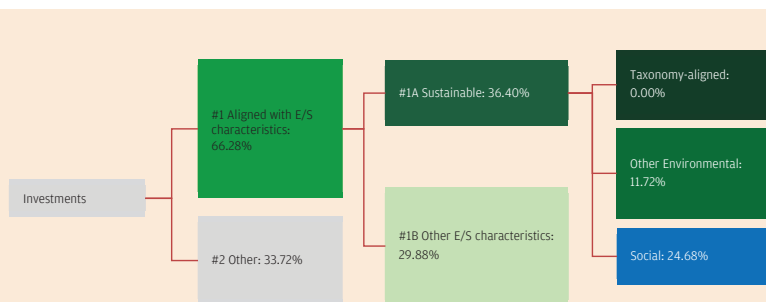 Investments
#1 Aligned with E/S
characteristics:
66.28%
#2 Other: 33.72%
#1A Sustainable: 36.40%
#1B Other E/S characteristics:
29.88%
Taxonomy-aligned:
0.00%
Other Environmental:
11.72%
Social: 24.68%